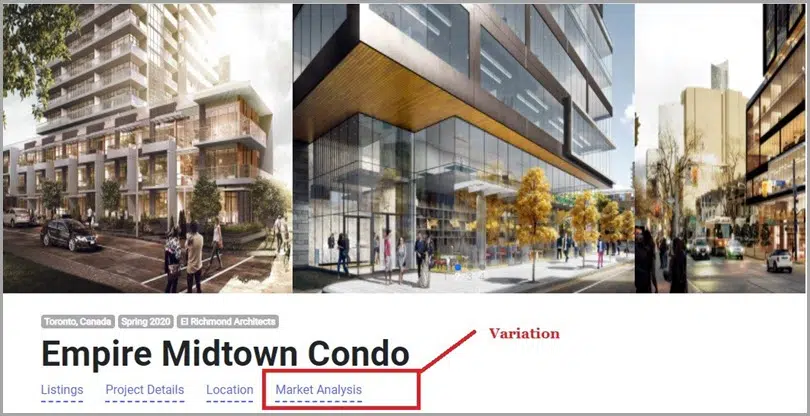 Toronto, Canada Spring 2020 El Richmond Architects
Variation
Empire Midtown Condo
Listings Project Details Location Market Analysis